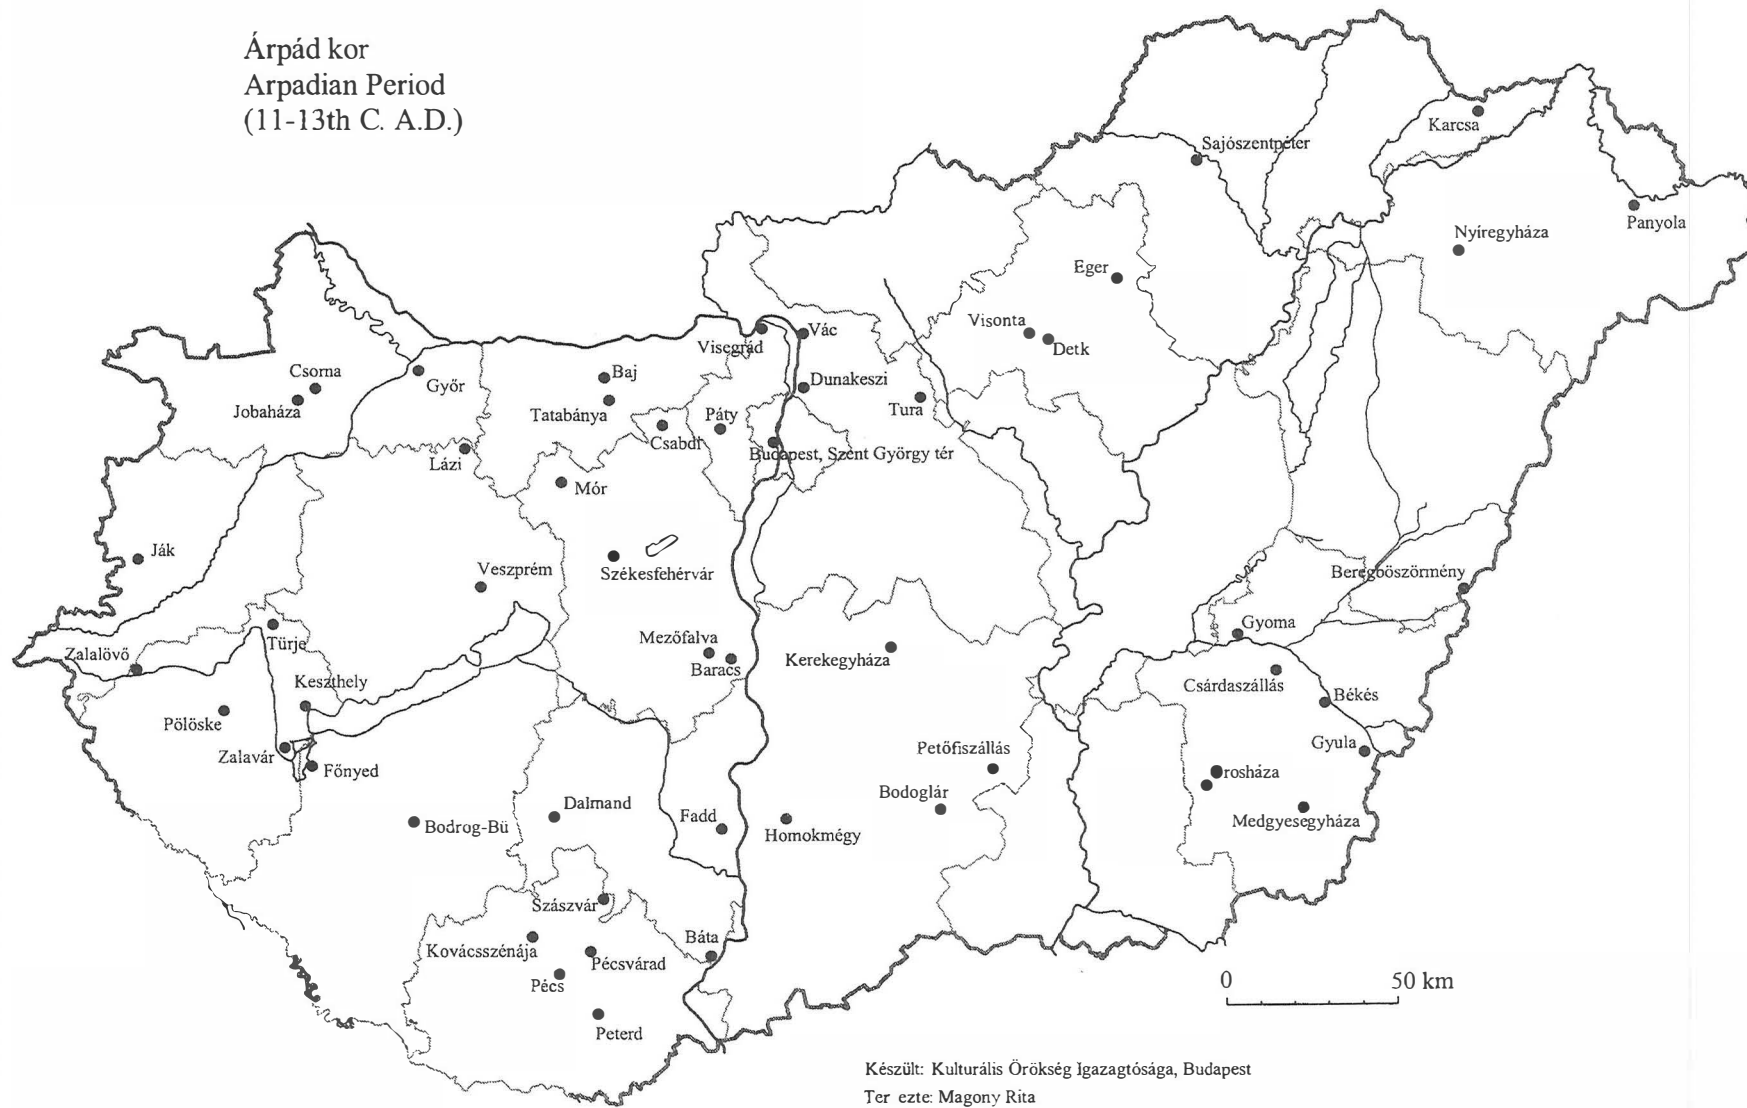 Árpád kor
Arpadian Period
(11-13th C. A.D.)
Karcsa
Sajószentpéter
Panyola
Nyíregyháza
Eger
Visonta
Detk
Vác
Visegrád
Csorna
Győr
Baj
Dunakeszi
Jobaháza
Tatabánya
Páty
Tura
Csabdi
Budapest, Szent György tér
Lázi
Mór
Ják
Veszprém
Székesfehérvár
Beregböszörmény
Gyoma
Türje
Mezőfalva
Zalalövő
Baracs
Kerekegyháza
Keszthely
Csárdaszállás
Békés
Pölöske
Zalavár
Főnyed
Petőfiszállás
Gyula
rosháza
Bodoglár
Dalmand
Fadd
Bodrog-Bü
Homokmégy
Medgyesegyháza
Szászvár
Kovácsszénája
Báta
Pécsvárad
Pécs
Peterd
0 50 km
Készült: Kulturális Örökség Igazagtósága, Budapest
Ter ezte: Magony Rita